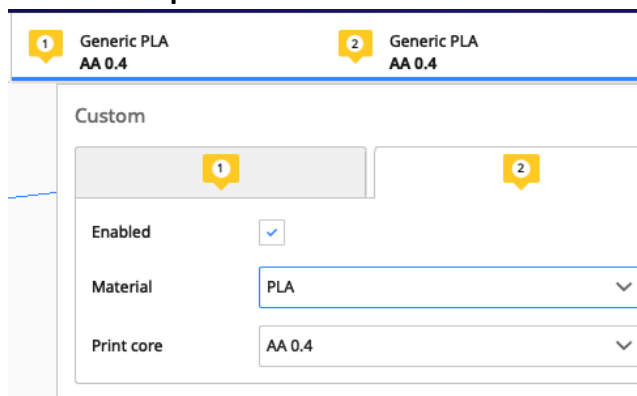 1 Generic PLA 2 Generic PLA
AA 0.4 AA 0.4
Custom
1 2
Enabled
Material PLA
Print core AA 0.4